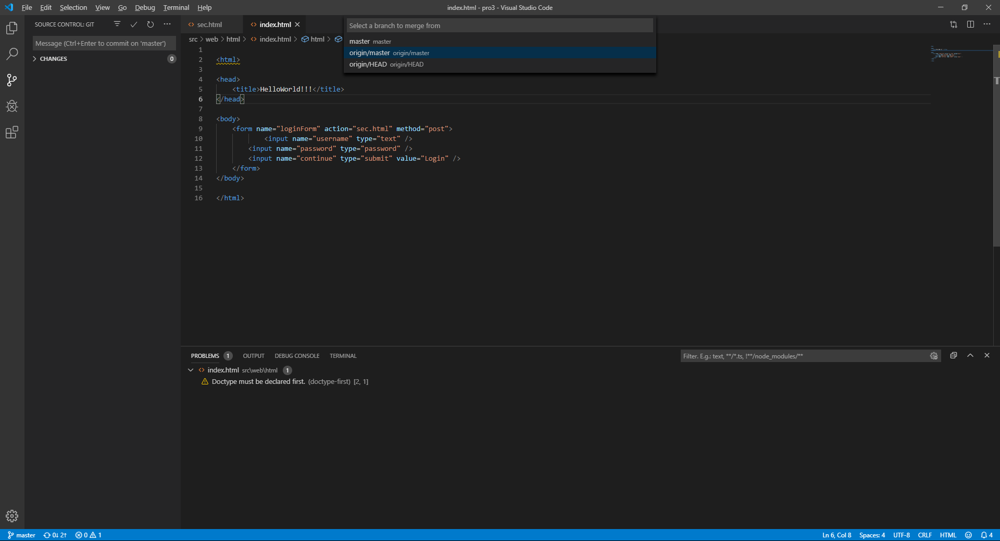 File Edit Selection View Go Debug Terminal Help
index.html - pro3 - Visual Studio Code
SOURCE CONTROL: GIT
Message (Ctrl+Enter to commit on 'master')
CHANGES 0
sec.html index.html
src > web > html > index.html > html >
Select a branch to merge from
master master
origin/master origin/master
origin/HEAD origin/HEAD
1
2 <html>
3
4 <head>
5 <title>HelloWorld!!!</title>
6 </head>
7
8 <body>
9 <form name="loginForm" action="sec.html" method="post">
10 <input name="username" type="text" />
11 <input name="password" type="password" />
12 <input name="continue" type="submit" value="Login" />
13 </form>
14 </body>
15
16 </html>
PROBLEMS 1 OUTPUT DEBUG CONSOLE TERMINAL
Filter. E.g.: text, **/*.ts, !**/node_modules/**
index.html src\web\html 1
Doctype must be declared first. (doctype-first) [2, 1]
master 0↓ 2↑ 0 1
Ln 6, Col 8 Spaces: 4 UTF-8 CRLF HTML 4